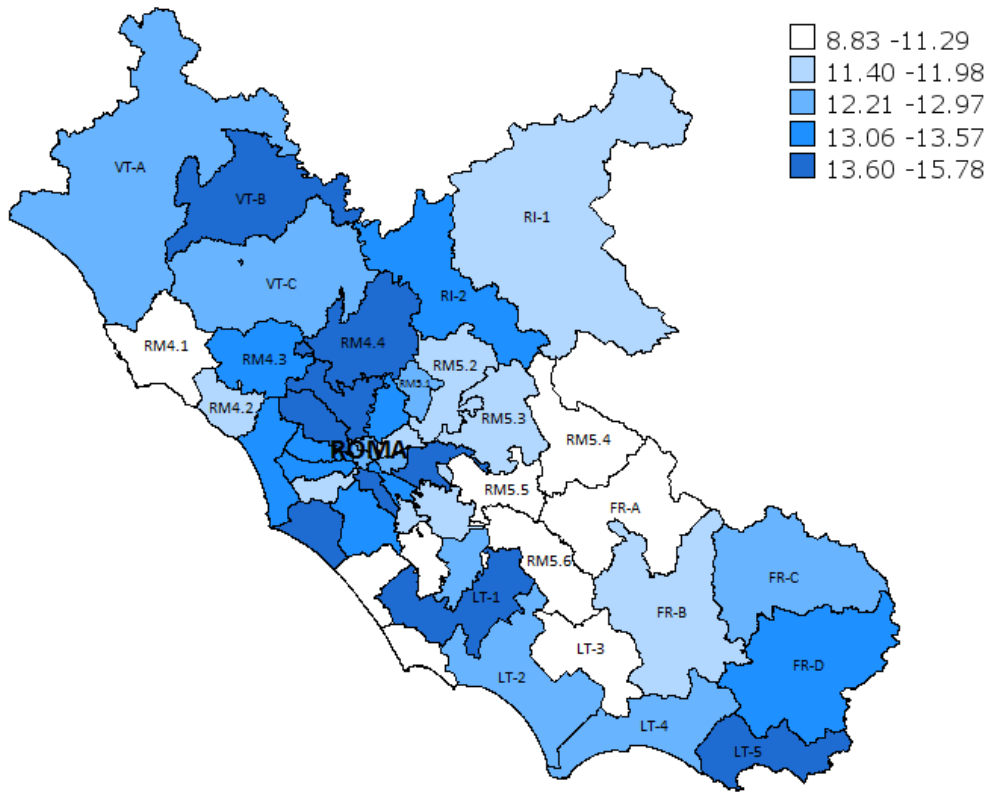 8.83 -11.29
11.40 -11.98
12.21 -12.97
13.06 -13.57
13.60 -15.78
VT-A
VT-B
RI-1
VT-C
RI-2
RM4.1
RM4.4
RM4.3
RM5.2
RM5.1
RM4.2
RM5.3
RM5.4
ROMA
RM5.5
FR-A
RM5.6
FR-C
LT-1
FR-B
LT-3
FR-D
LT-2
LT-4
LT-5